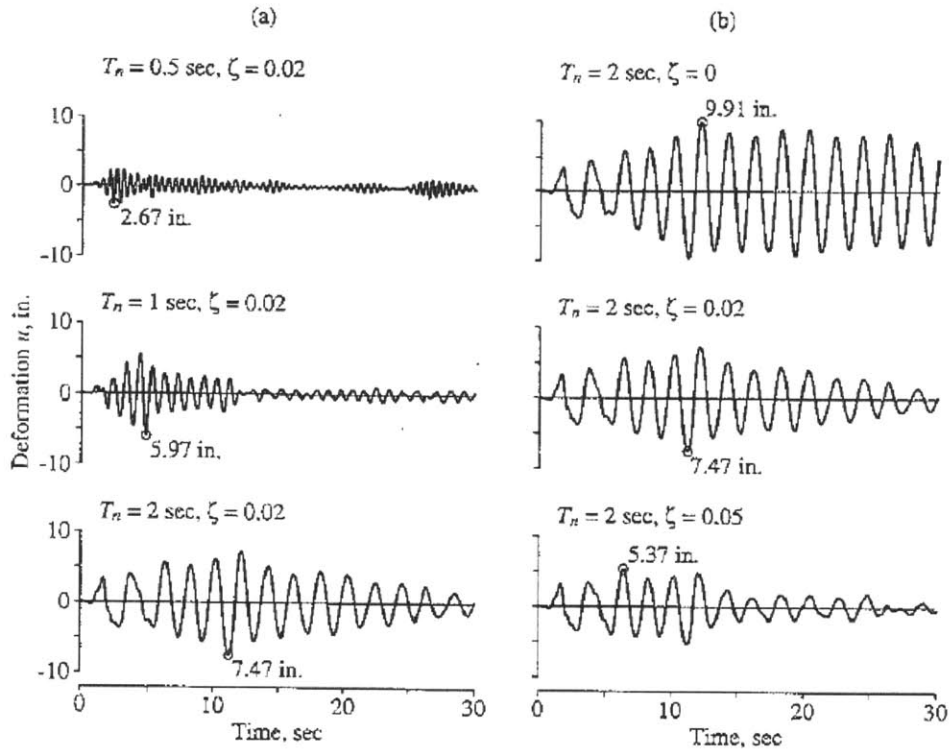 (a)
T_n = 0.5 sec, ζ = 0.02
10
0
-10
2.67 in.
T_n = 1 sec, ζ = 0.02
10
0
-10
5.97 in.
T_n = 2 sec, ζ = 0.02
10
0
-10
7.47 in.
0
10
20
30
Time, sec
Deformation u, in.
(b)
T_n = 2 sec, ζ = 0
9.91 in.
T_n = 2 sec, ζ = 0.02
7.47 in.
T_n = 2 sec, ζ = 0.05
5.37 in.
0
10
20
30
Time, sec